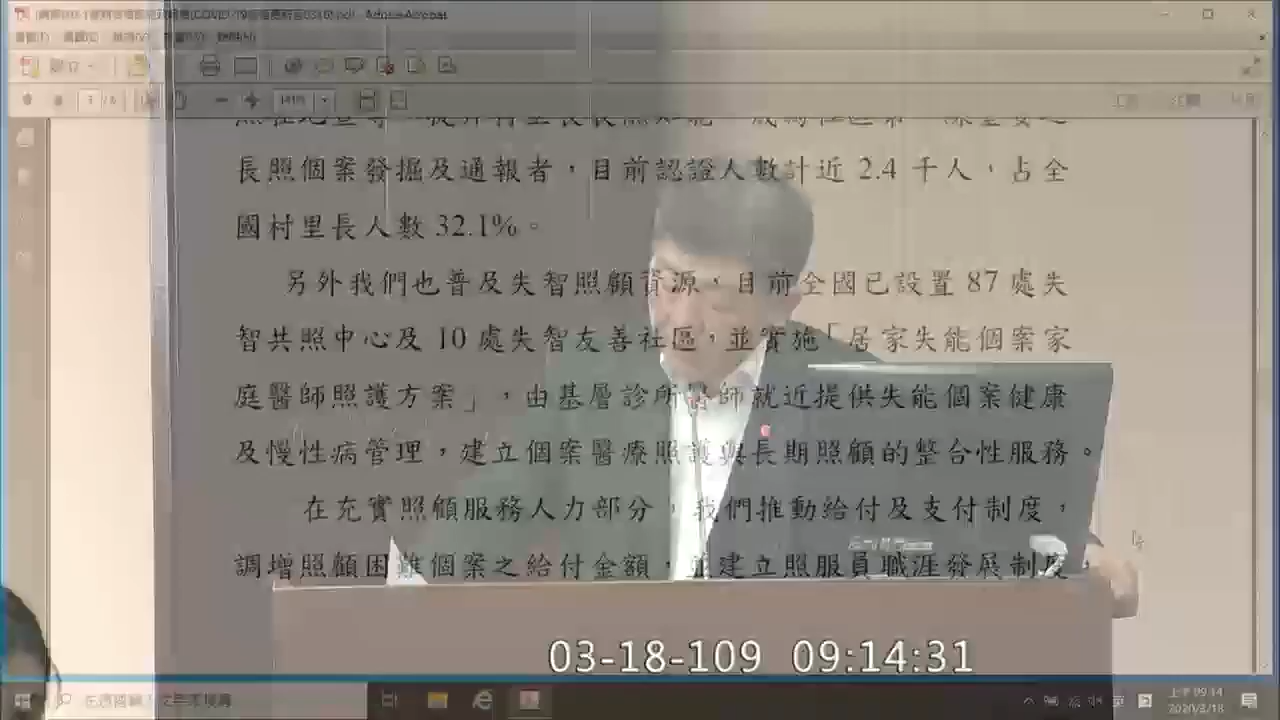 Adobe Acrobat
長照個案發掘及通報者，目前認證人數計近 2.4 千人，占全
國村里長人數 32.1%。
另外我們也普及失智照顧資源，目前全國已設置 87 處失
智共照中心及 10 處失智友善社區，並實施「居家失能個案家
庭醫師照護方案」，由基層診所醫師就近提供失能個案健康
及慢性病管理，建立個案醫療照護與長期照顧的整合性服務。
在充實照顧服務人力部分，我們推動給付及支付制度，
調增照顧困難個案之給付金額，並建立照服員職涯發展制度，
03-18-109 09:14:31
上午 09:14
2020/3/18